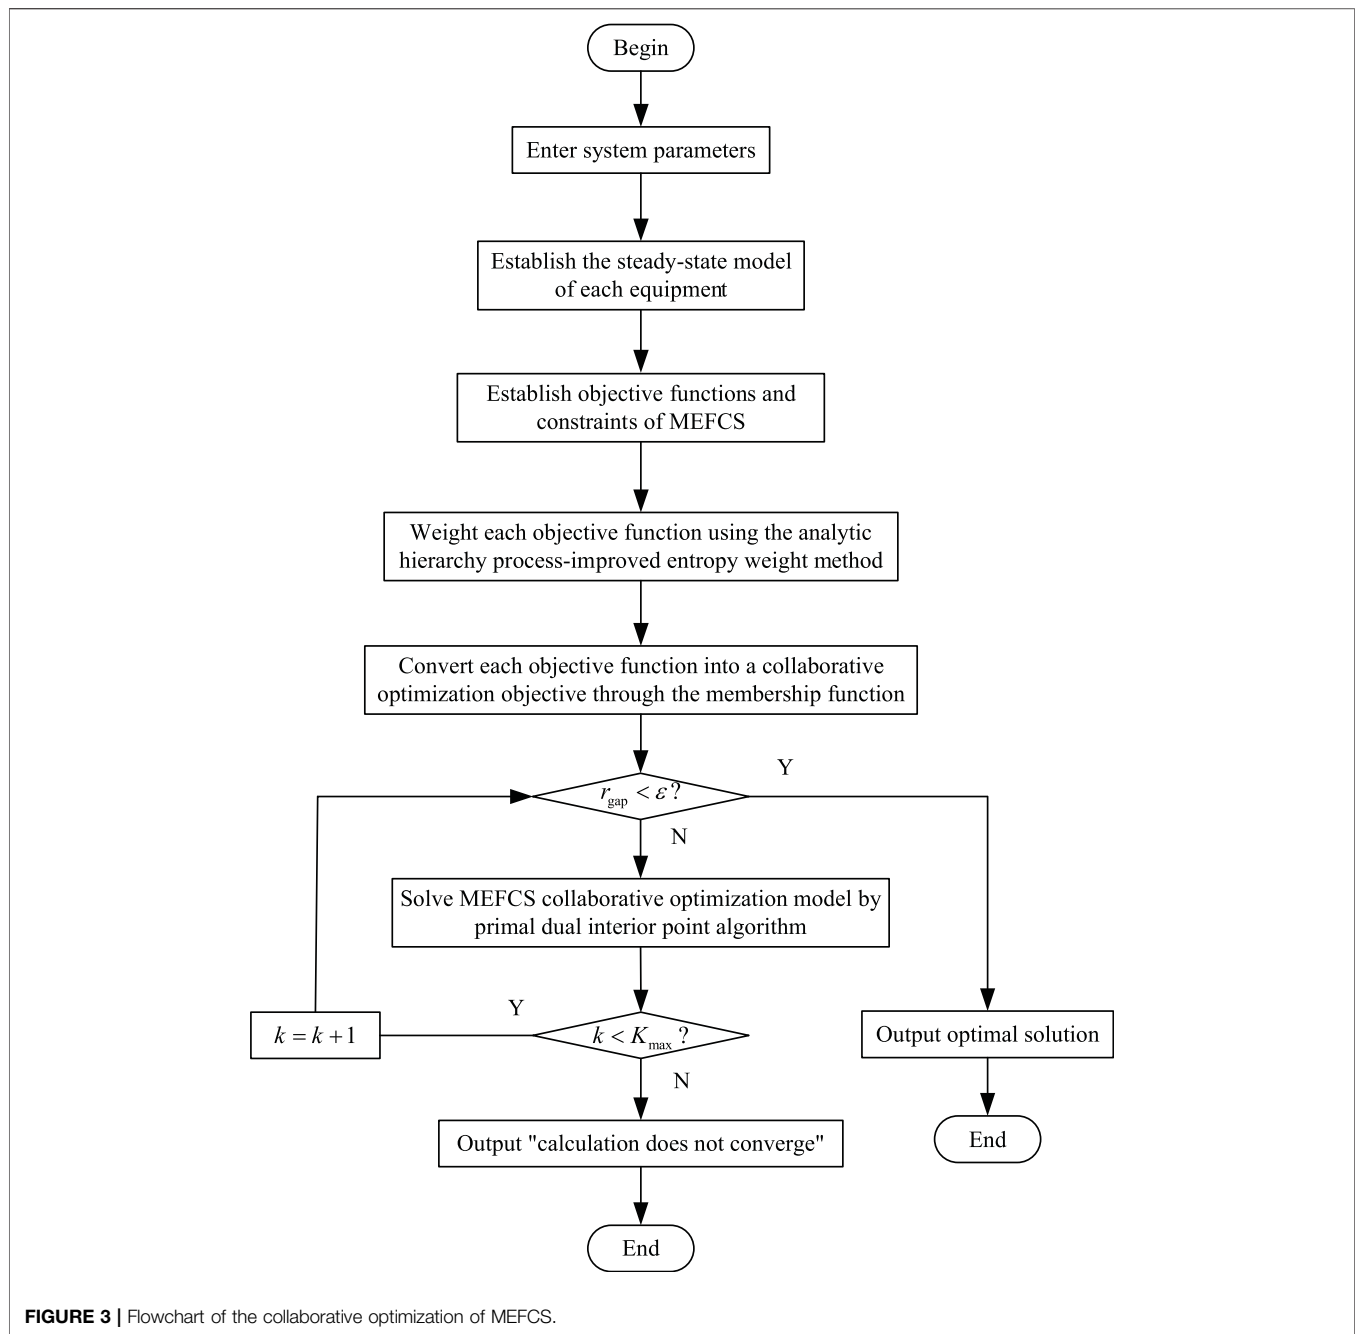 Begin
Enter system parameters
Establish the steady-state model
of each equipment
Establish objective functions and
constraints of MEFCS
Weight each objective function using the analytic
hierarchy process-improved entropy weight method
Convert each objective function into a collaborative
optimization objective through the membership function
Y
r_gap < ε?
N
Solve MEFCS collaborative optimization model by
primal dual interior point algorithm
Y
k = k + 1
k < K_max ?
Output optimal solution
N
Output "calculation does not converge"
End
End
FIGURE 3 | Flowchart of the collaborative optimization of MEFCS.